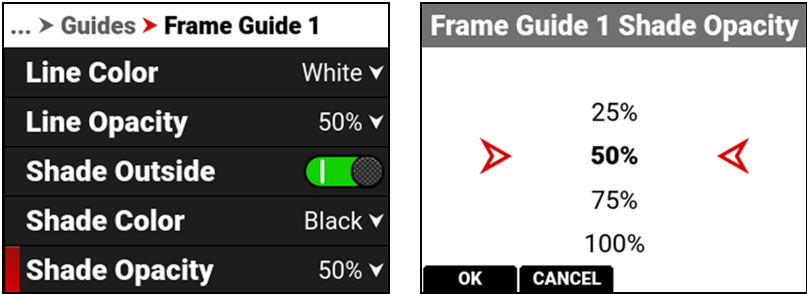 ... > Guides > Frame Guide 1
Line Color White
Line Opacity 50%
Shade Outside
Shade Color Black
Shade Opacity 50%
Frame Guide 1 Shade Opacity
25%
50%
75%
100%
OK CANCEL